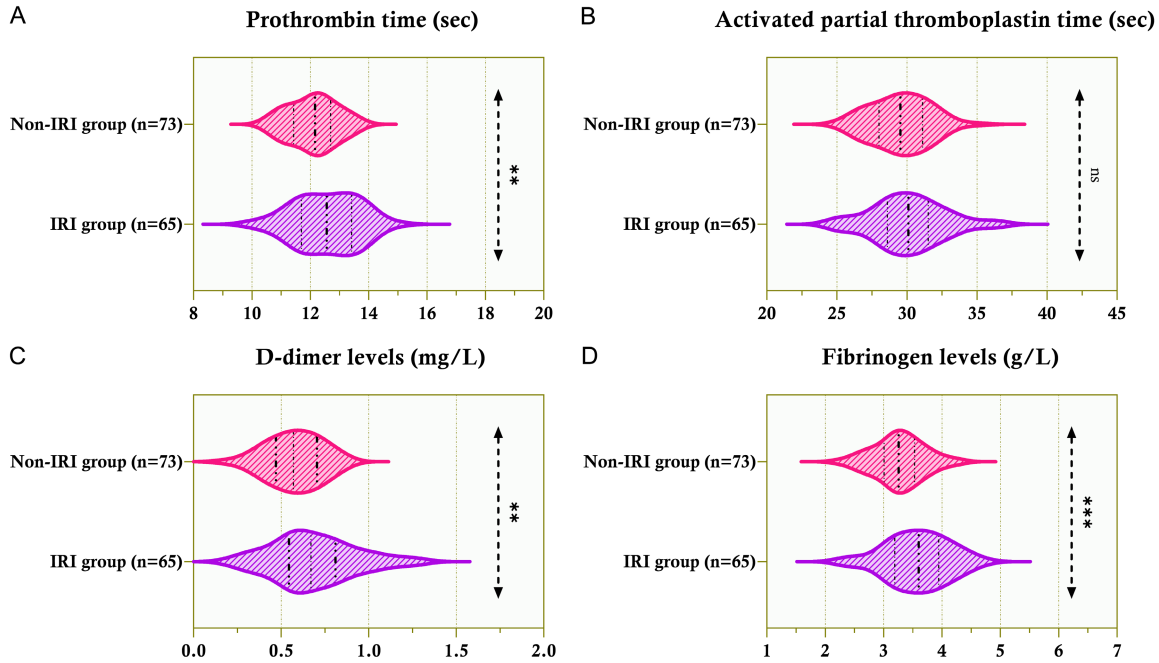 A
Prothrombin time (sec)
Non-IRI group (n=73)
IRI group (n=65)
**
8 10 12 14 16 18 20
B
Activated partial thromboplastin time (sec)
Non-IRI group (n=73)
IRI group (n=65)
ns
20 25 30 35 40 45
C
D-dimer levels (mg/L)
Non-IRI group (n=73)
IRI group (n=65)
**
0.0 0.5 1.0 1.5 2.0
D
Fibrinogen levels (g/L)
Non-IRI group (n=73)
IRI group (n=65)
***
1 2 3 4 5 6 7